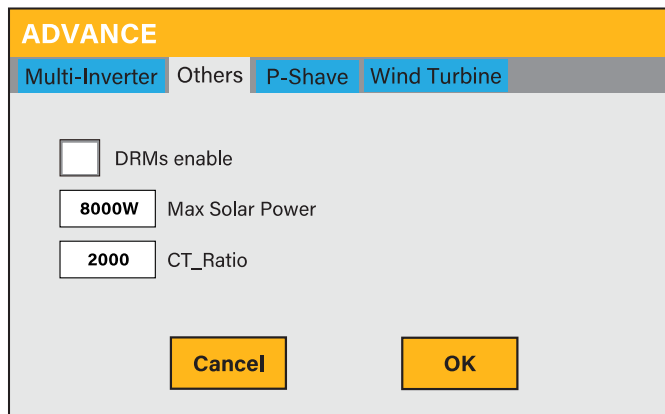 ADVANCE
Multi-Inverter Others P-Shave Wind Turbine
DRMs enable
8000W Max Solar Power
2000 CT_Ratio
Cancel OK